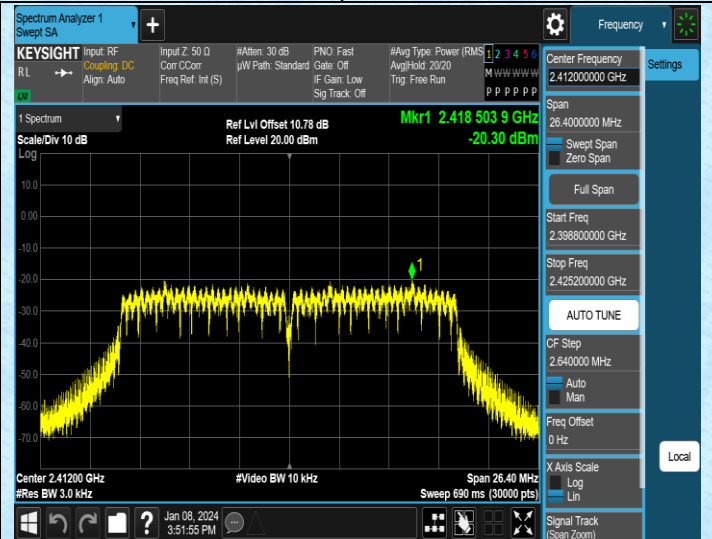 Spectrum Analyzer 1
Swept SA
+
Frequency
KEYSIGHT
RL
LXI
Input: RF
Coupling: DC
Align: Auto
Input Z: 50 Ω
Corr CCorr
Freq Ref: Int (S)
#Atten: 30 dB
µW Path: Standard
PNO: Fast
Gate: Off
IF Gain: Low
Sig Track: Off
#Avg Type: Power (RMS
Avg|Hold: 20/20
Trig: Free Run
1 2 3 4 5 6
M W W W W W
P P P P P P
1 Spectrum
Scale/Div 10 dB
Log
Ref Lvl Offset 10.78 dB
Ref Level 20.00 dBm
Mkr1 2.418 503 9 GHz
-20.30 dBm
10.0
0.00
-10.0
1
-20.0
-30.0
-40.0
-50.0
-60.0
-70.0
Center 2.41200 GHz
#Res BW 3.0 kHz
#Video BW 10 kHz
Span 26.40 MHz
Sweep 690 ms (30000 pts)
?
Jan 08, 2024
3:51:55 PM
Center Frequency
2.412000000 GHz
Settings
Span
26.4000000 MHz
Swept Span
Zero Span
Full Span
Start Freq
2.398800000 GHz
Stop Freq
2.425200000 GHz
AUTO TUNE
CF Step
2.640000 MHz
Auto
Man
Freq Offset
0 Hz
Local
X Axis Scale
Log
Lin
Signal Track
(Span Zoom)